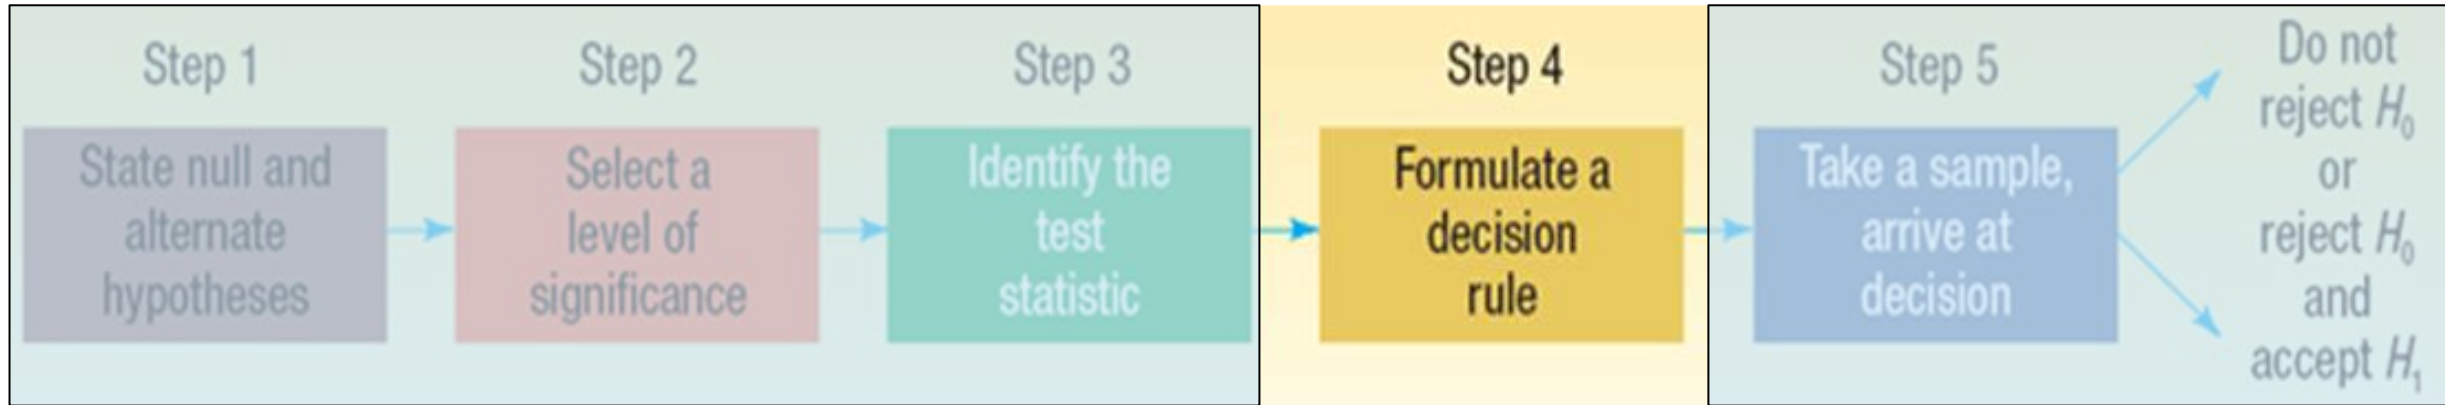 Step 1
State null and
alternate
hypotheses
Step 2
Select a
level of
significance
Step 3
Identify the
test
statistic
Step 4
Formulate a
decision
rule
Step 5
Take a sample,
arrive at
decision
Do not
reject H₀
or
reject H₀
and
accept H₁